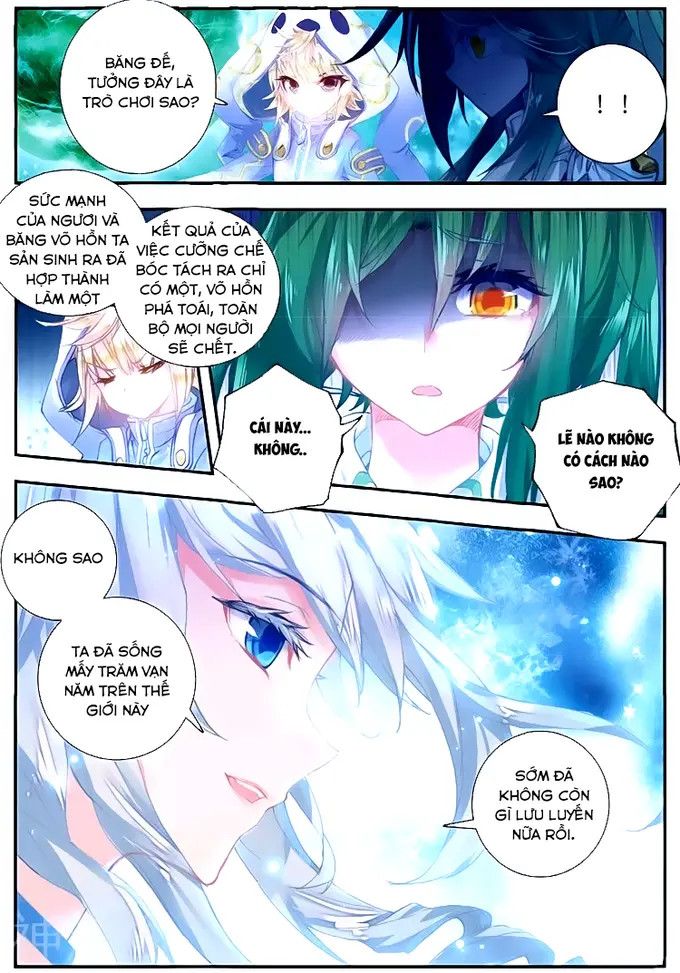 BĂNG ĐẾ,
TƯỞNG ĐÂY LÀ
TRÒ CHƠI SAO?
! !
SỨC MẠNH
CỦA NGƯƠI VÀ
BĂNG VÕ HỒN TA
SẢN SINH RA ĐÃ
HỢP THÀNH
LÀM MỘT
KẾT QUẢ CỦA
VIỆC CƯỠNG CHẾ
BÓC TÁCH RA CHỈ
CÓ MỘT, VÕ HỒN
PHÁ TOÁI, TOÀN
BỘ MỌI NGƯỜI
SẼ CHẾT.
CÁI NÀY...
KHÔNG..
LẼ NÀO KHÔNG
CÓ CÁCH NÀO
SAO?
KHÔNG SAO
TA ĐÃ SỐNG
MẤY TRĂM VẠN
NĂM TRÊN THẾ
GIỚI NÀY
SỚM ĐÃ
KHÔNG CÒN
GÌ LƯU LUYẾN
NỮA RỒI.
神